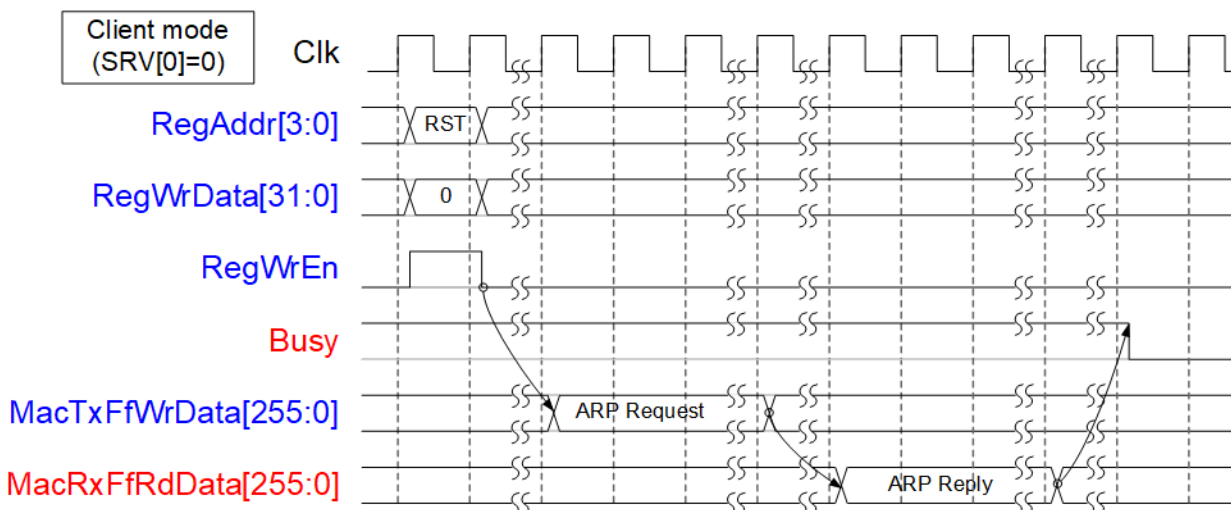 Client mode
(SRV[0]=0)
Clk
RegAddr[3:0]
RST
RegWrData[31:0]
0
RegWrEn
Busy
MacTxFfWrData[255:0]
ARP Request
MacRxFfRdData[255:0]
ARP Reply